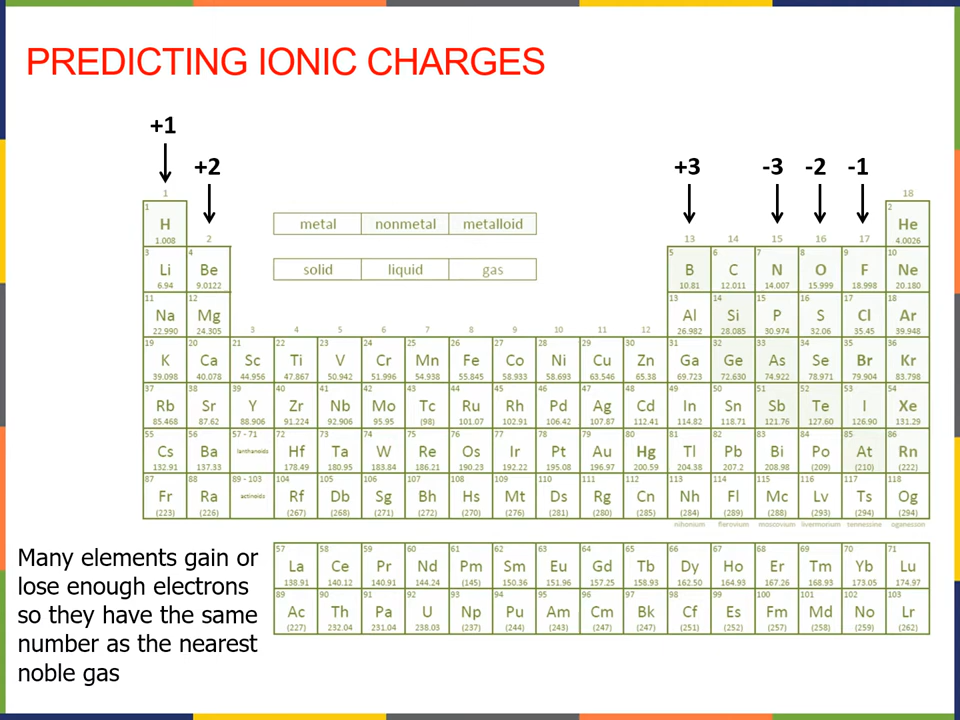 PREDICTING IONIC CHARGES
+1
+2 +3 -3 -2 -1
1 18
1 2
H metal nonmetal metalloid He
1.008 2 13 14 15 16 17 4.0026
3 4 5 6 7 8 9 10
Li Be solid liquid gas B C N O F Ne
6.94 9.0122 10.81 12.011 14.007 15.999 18.998 20.180
11 12 13 14 15 16 17 18
Na Mg Al Si P S Cl Ar
22.990 24.305 3 4 5 6 7 8 9 10 11 12 26.982 28.085 30.974 32.06 35.45 39.948
19 20 21 22 23 24 25 26 27 28 29 30 31 32 33 34 35 36
K Ca Sc Ti V Cr Mn Fe Co Ni Cu Zn Ga Ge As Se Br Kr
39.098 40.078 44.956 47.867 50.942 51.996 54.938 55.845 58.933 58.693 63.546 65.38 69.723 72.630 74.922 78.971 79.904 83.798
37 38 39 40 41 42 43 44 45 46 47 48 49 50 51 52 53 54
Rb Sr Y Zr Nb Mo Tc Ru Rh Pd Ag Cd In Sn Sb Te I Xe
85.468 87.62 88.906 91.224 92.906 95.95 (98) 101.07 102.91 106.42 107.87 112.41 114.82 118.71 121.76 127.60 126.90 131.29
55 56 57 - 71 72 73 74 75 76 77 78 79 80 81 82 83 84 85 86
Cs Ba lanthanoids Hf Ta W Re Os Ir Pt Au Hg Tl Pb Bi Po At Rn
132.91 137.33 178.49 180.95 183.84 186.21 190.23 192.22 195.08 196.97 200.59 204.38 207.2 208.98 (209) (210) (222)
87 88 89 - 103 104 105 106 107 108 109 110 111 112 113 114 115 116 117 118
Fr Ra actinoids Rf Db Sg Bh Hs Mt Ds Rg Cn Nh Fl Mc Lv Ts Og
(223) (226) (267) (268) (271) (272) (270) (276) (281) (280) (285) (284) (289) (288) (293) (294) (294)
nihonium flerovium moscovium livermorium tennessine oganesson
57 58 59 60 61 62 63 64 65 66 67 68 69 70 71
La Ce Pr Nd Pm Sm Eu Gd Tb Dy Ho Er Tm Yb Lu
138.91 140.12 140.91 144.24 (145) 150.36 151.96 157.25 158.93 162.50 164.93 167.26 168.93 173.05 174.97
89 90 91 92 93 94 95 96 97 98 99 100 101 102 103
Ac Th Pa U Np Pu Am Cm Bk Cf Es Fm Md No Lr
(227) 232.04 231.04 238.03 (237) (244) (243) (247) (247) (251) (252) (257) (258) (259) (262)
Many elements gain or
lose enough electrons
so they have the same
number as the nearest
noble gas